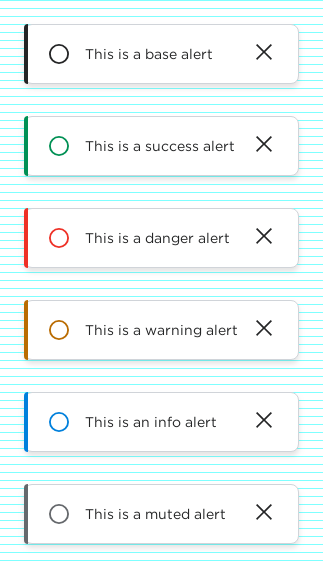 This is a base alert
This is a success alert
This is a danger alert
This is a warning alert
This is an info alert
This is a muted alert